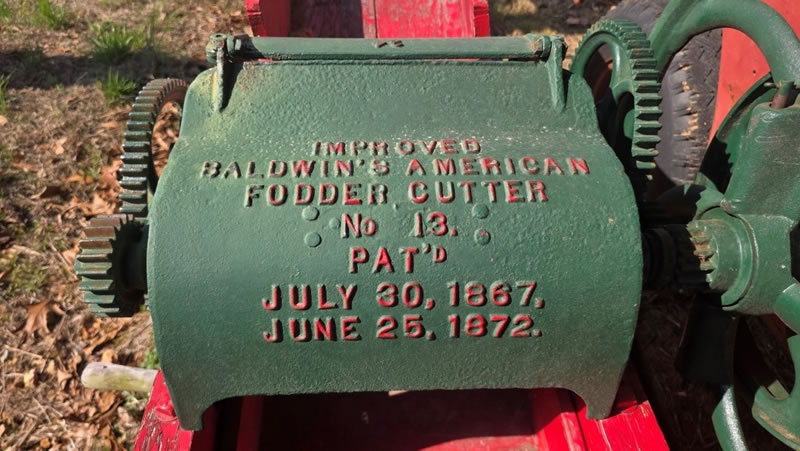 IMPROVED
BALDWIN'S AMERICAN
FODDER CUTTER
No 13.
PAT'D
JULY 30, 1867.
JUNE 25, 1872.